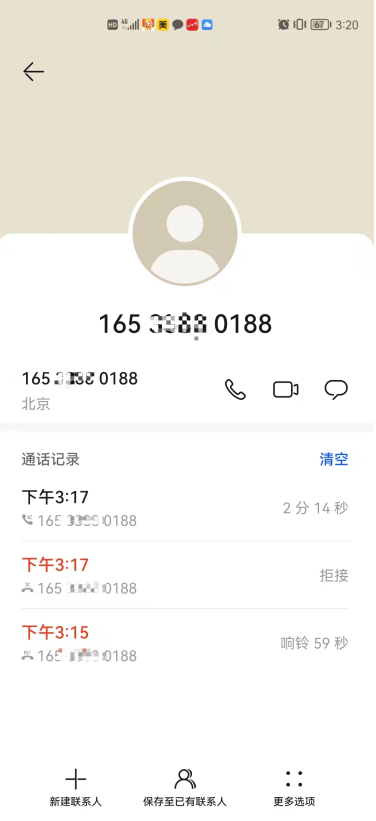 HD 4G 67 3:20
165 0188
165 0188
北京
通话记录 清空
下午3:17
165 0188 2 分 14 秒
下午3:17
165 0188 拒接
下午3:15
165 0188 响铃 59 秒
新建联系人 保存至已有联系人 更多选项